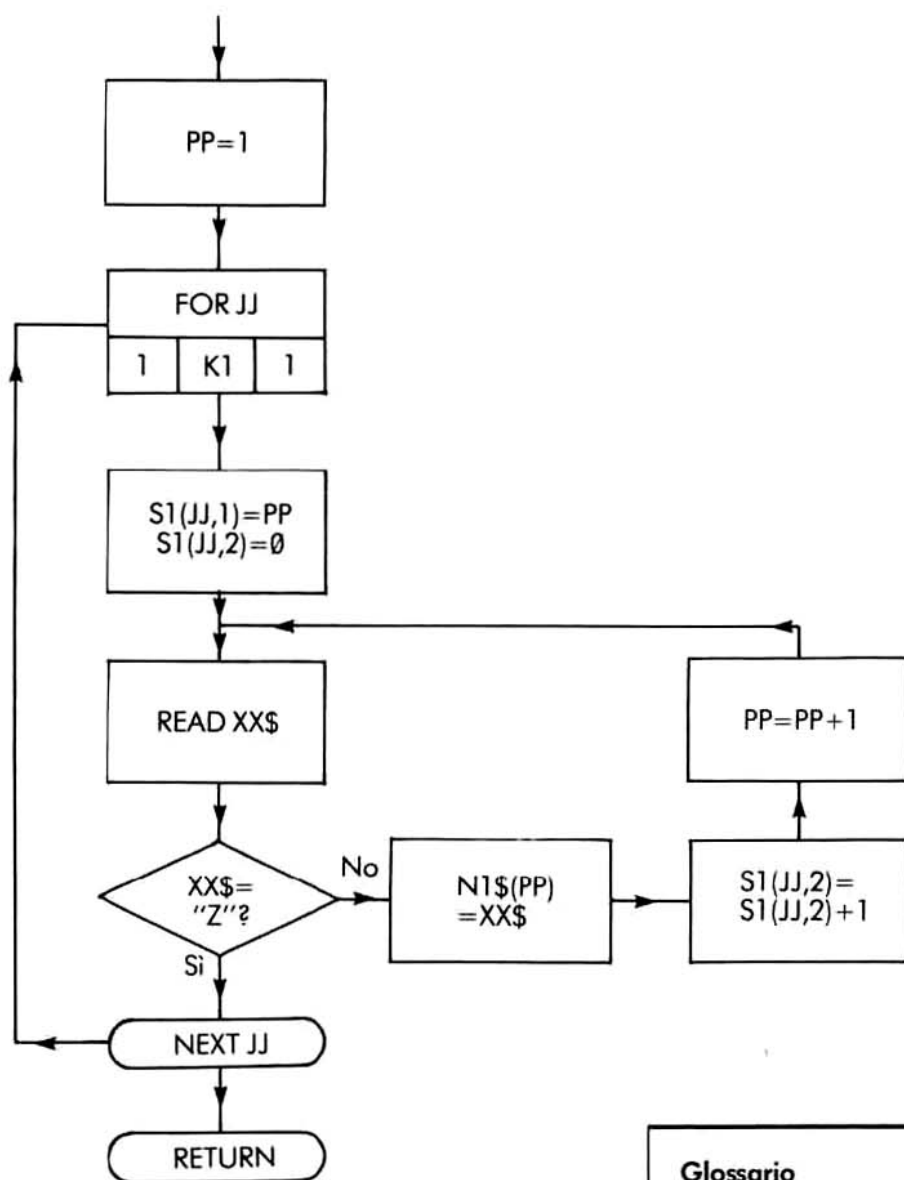 PP=1
FOR JJ
1 K1 1
S1(JJ,1)=PP
S1(JJ,2)=0
READ XX$
XX$=
"Z"?
No
N1$(PP)
=XX$
S1(JJ,2)=
S1(JJ,2)+1
PP=PP+1
Sì
NEXT JJ
RETURN
Glossario